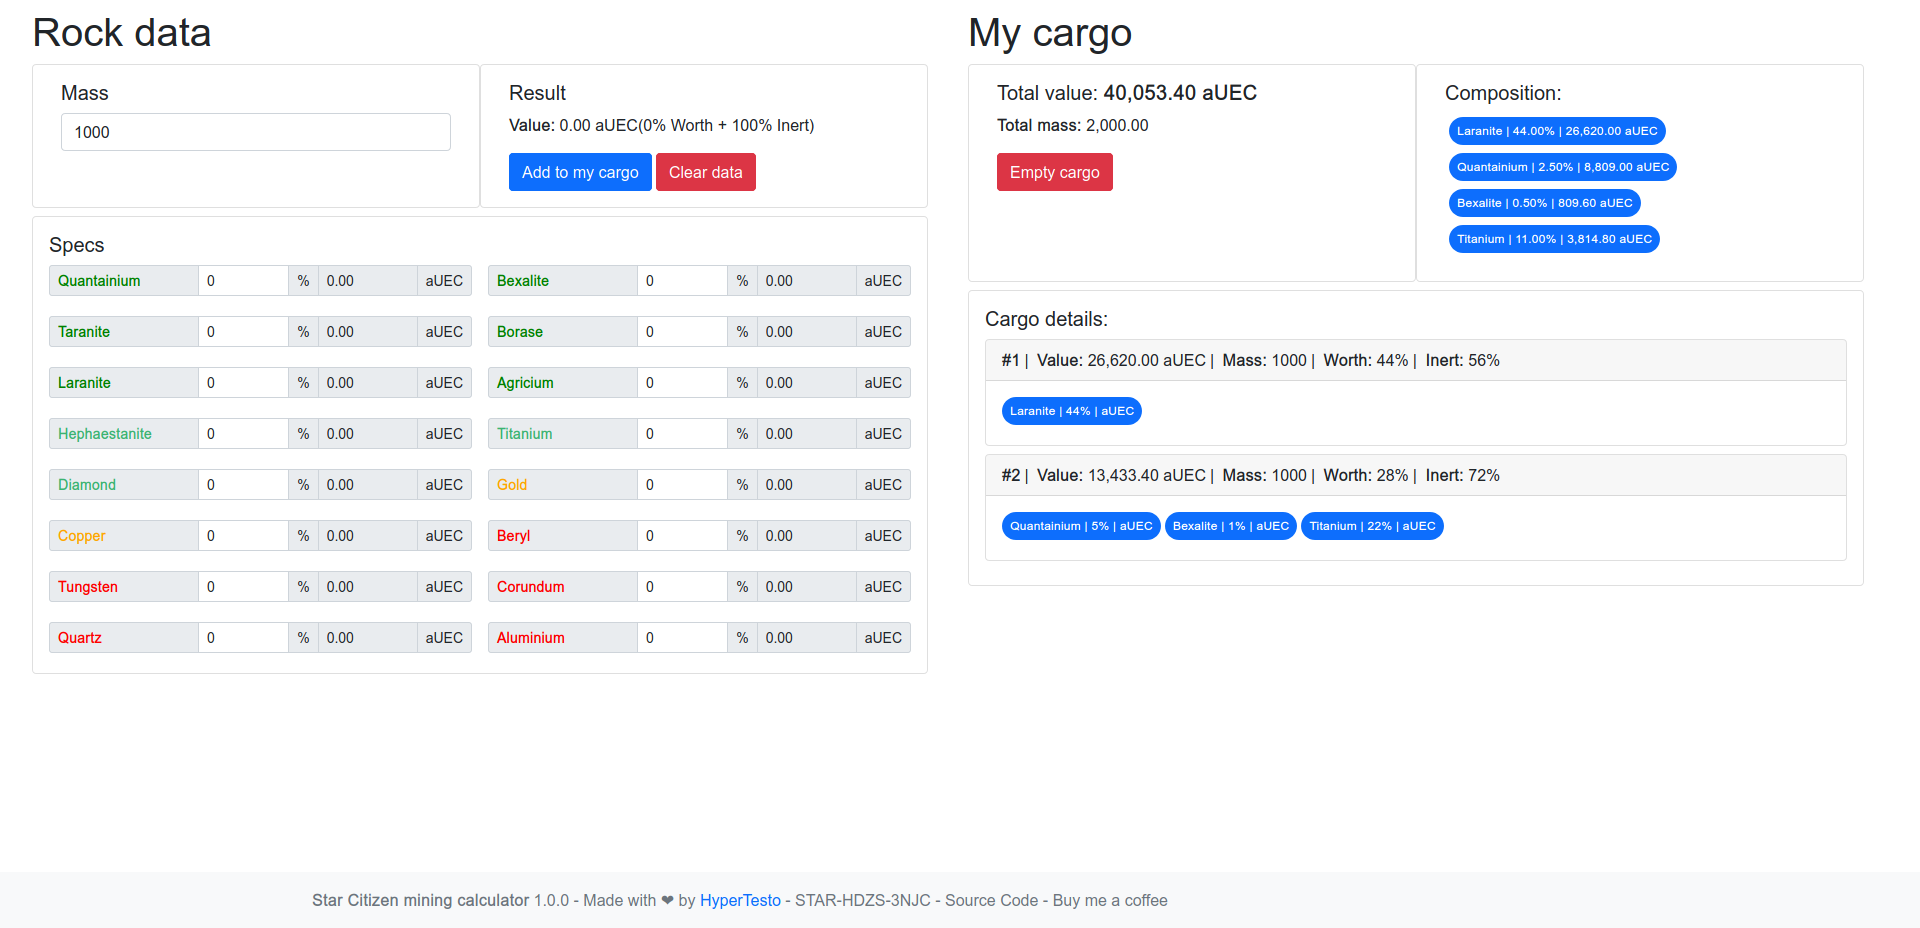 Rock data
Mass
1000
Result
Value: 0.00 aUEC(0% Worth + 100% Inert)
Add to my cargo Clear data
Specs
Quantainium 0 % 0.00 aUEC Bexalite 0 % 0.00 aUEC
Taranite 0 % 0.00 aUEC Borase 0 % 0.00 aUEC
Laranite 0 % 0.00 aUEC Agricium 0 % 0.00 aUEC
Hephaestanite 0 % 0.00 aUEC Titanium 0 % 0.00 aUEC
Diamond 0 % 0.00 aUEC Gold 0 % 0.00 aUEC
Copper 0 % 0.00 aUEC Beryl 0 % 0.00 aUEC
Tungsten 0 % 0.00 aUEC Corundum 0 % 0.00 aUEC
Quartz 0 % 0.00 aUEC Aluminium 0 % 0.00 aUEC
My cargo
Total value: 40,053.40 aUEC
Total mass: 2,000.00
Empty cargo
Composition:
Laranite | 44.00% | 26,620.00 aUEC
Quantainium | 2.50% | 8,809.00 aUEC
Bexalite | 0.50% | 809.60 aUEC
Titanium | 11.00% | 3,814.80 aUEC
Cargo details:
#1 | Value: 26,620.00 aUEC | Mass: 1000 | Worth: 44% | Inert: 56%
Laranite | 44% | aUEC
#2 | Value: 13,433.40 aUEC | Mass: 1000 | Worth: 28% | Inert: 72%
Quantainium | 5% | aUEC Bexalite | 1% | aUEC Titanium | 22% | aUEC
Star Citizen mining calculator 1.0.0 - Made with ❤ by HyperTesto - STAR-HDZS-3NJC - Source Code - Buy me a coffee